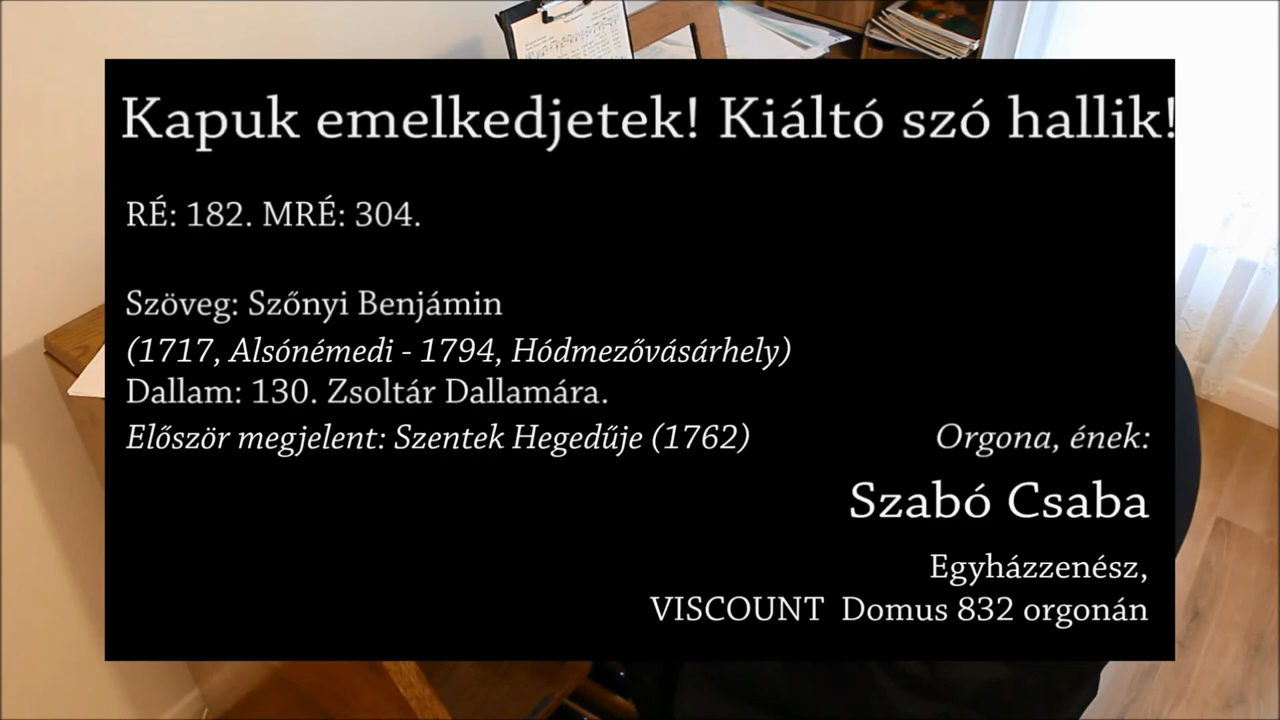 Kapuk emelkedjetek! Kiáltó szó hallik!
RÉ: 182. MRÉ: 304.
Szöveg: Szőnyi Benjámin
(1717, Alsónémedi - 1794, Hódmezővásárhely)
Dallam: 130. Zsoltár Dallamára.
Először megjelent: Szentek Hegedűje (1762)
Orgona, ének:
Szabó Csaba
Egyházzenész,
VISCOUNT Domus 832 orgonán